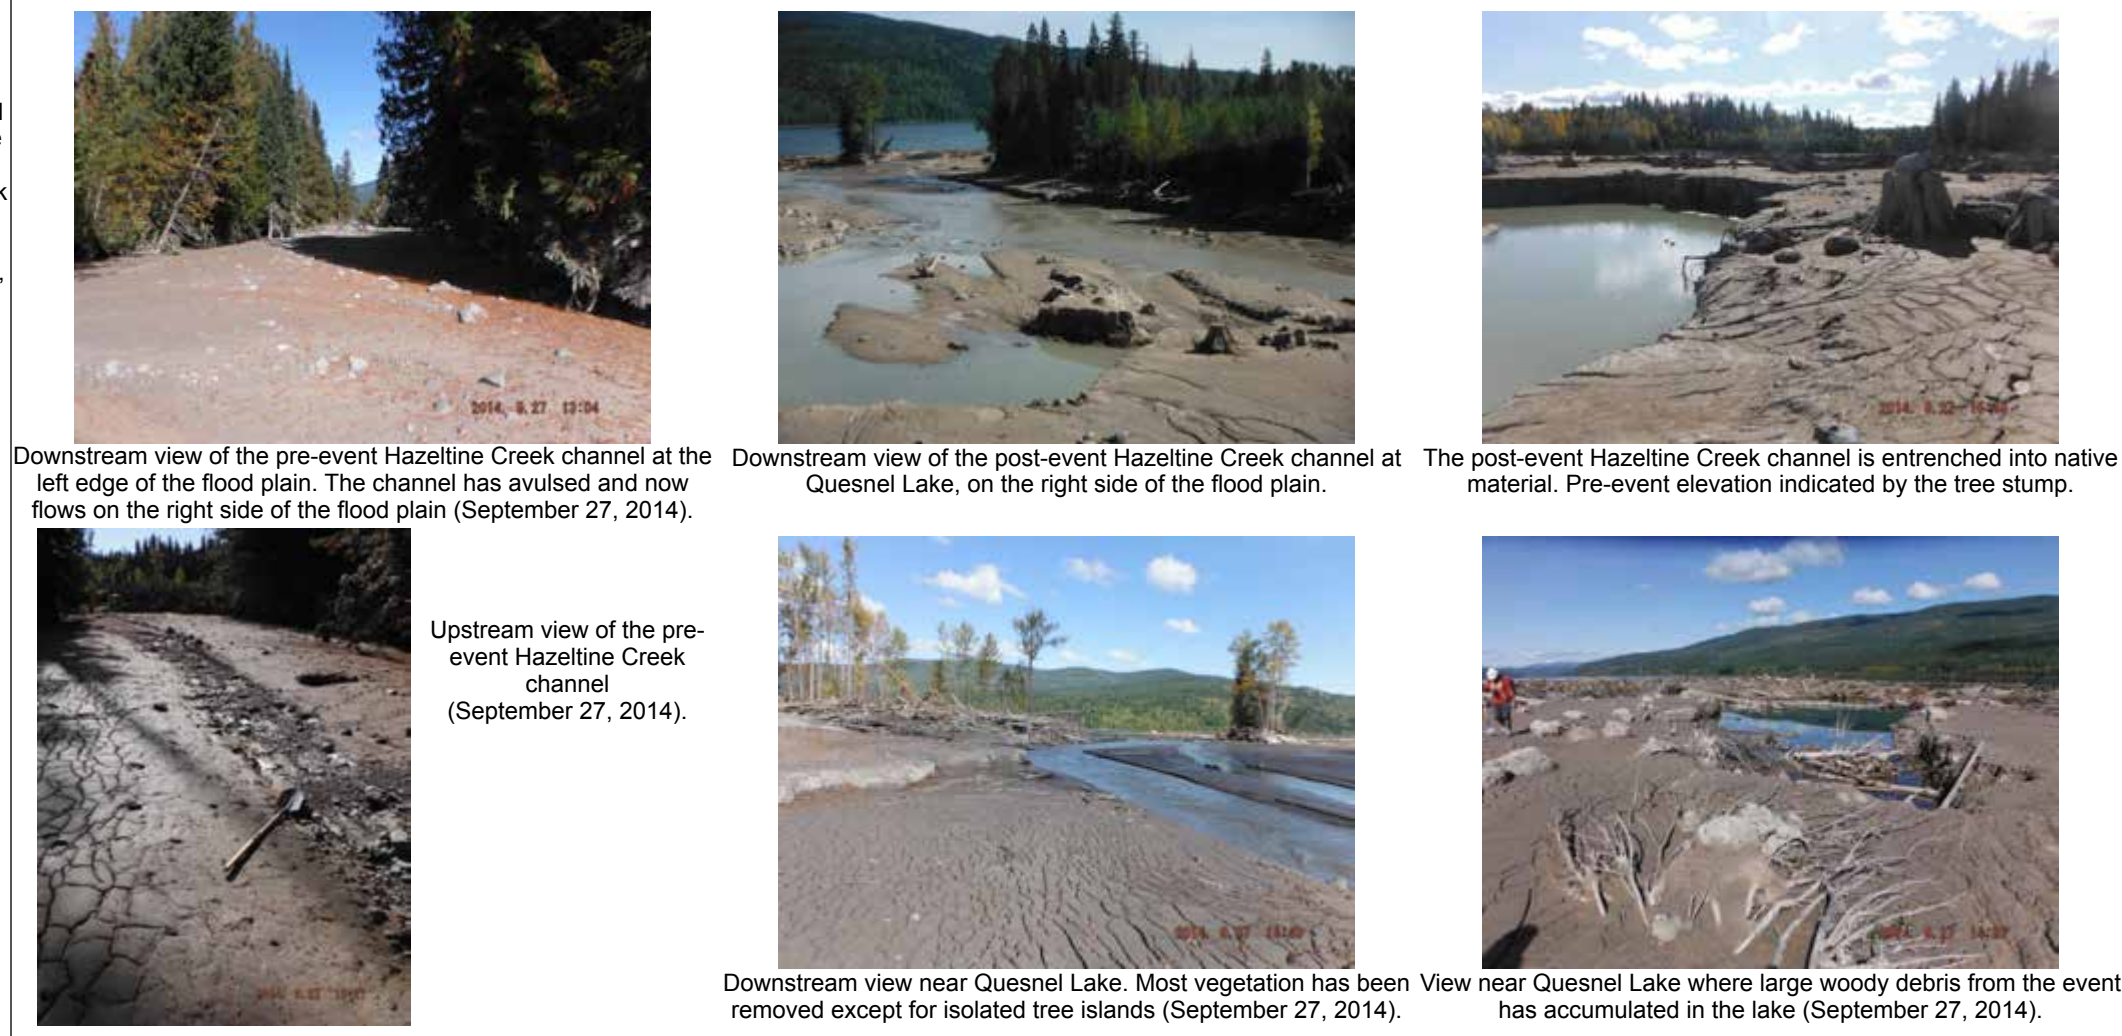 Downstream view of the pre-event Hazeltine Creek channel at the
left edge of the flood plain. The channel has avulsed and now
flows on the right side of the flood plain (September 27, 2014).
Downstream view of the post-event Hazeltine Creek channel at
Quesnel Lake, on the right side of the flood plain.
The post-event Hazeltine Creek channel is entrenched into native
material. Pre-event elevation indicated by the tree stump.
Upstream view of the pre-
event Hazeltine Creek
channel
(September 27, 2014).
Downstream view near Quesnel Lake. Most vegetation has been
removed except for isolated tree islands (September 27, 2014).
View near Quesnel Lake where large woody debris from the event
has accumulated in the lake (September 27, 2014).